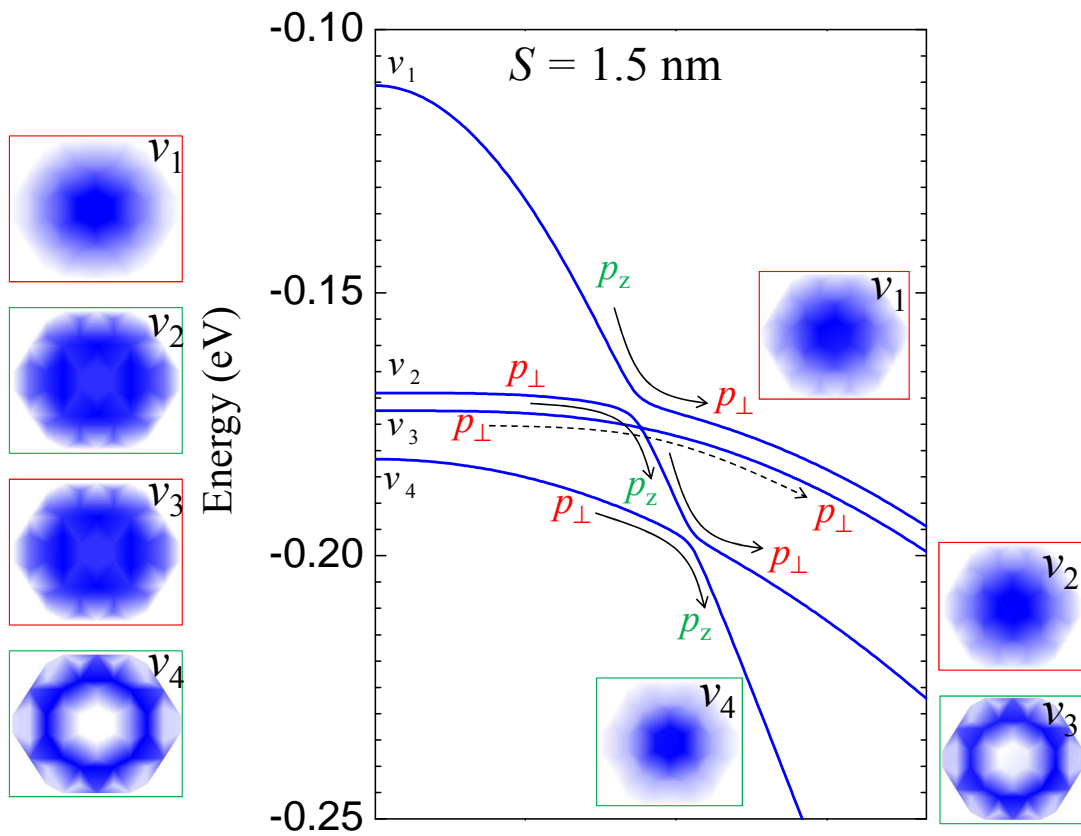 -0.10
S = 1.5 nm
v1
v1
v1
-0.15
pz
v2
Energy (eV)
v2
p⊥
p⊥
v3
p⊥
v4
pz
p⊥
v3
p⊥
p⊥
-0.20
v2
pz
v4
v4
v3
-0.25